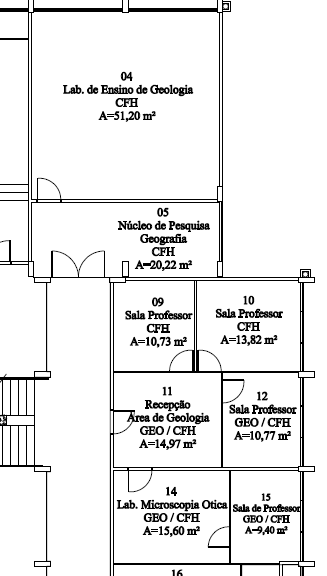 04
Lab. de Ensino de Geologia
CFH
A=51,20 m²
05
Núcleo de Pesquisa
Geografia
CFH
A=20,22 m²
09
Sala Professor
CFH
A=10,73 m²
10
Sala Professor
CFH
A=13,82 m²
11
Recepção
Área de Geologia
GEO / CFH
A=14,97 m²
12
Sala Professor
GEO / CFH
A=10,77 m²
14
Lab. Microscopia Otica
GEO / CFH
A=15,60 m²
15
Sala de Professor
GEO / CFH
A=9,40 m²
16